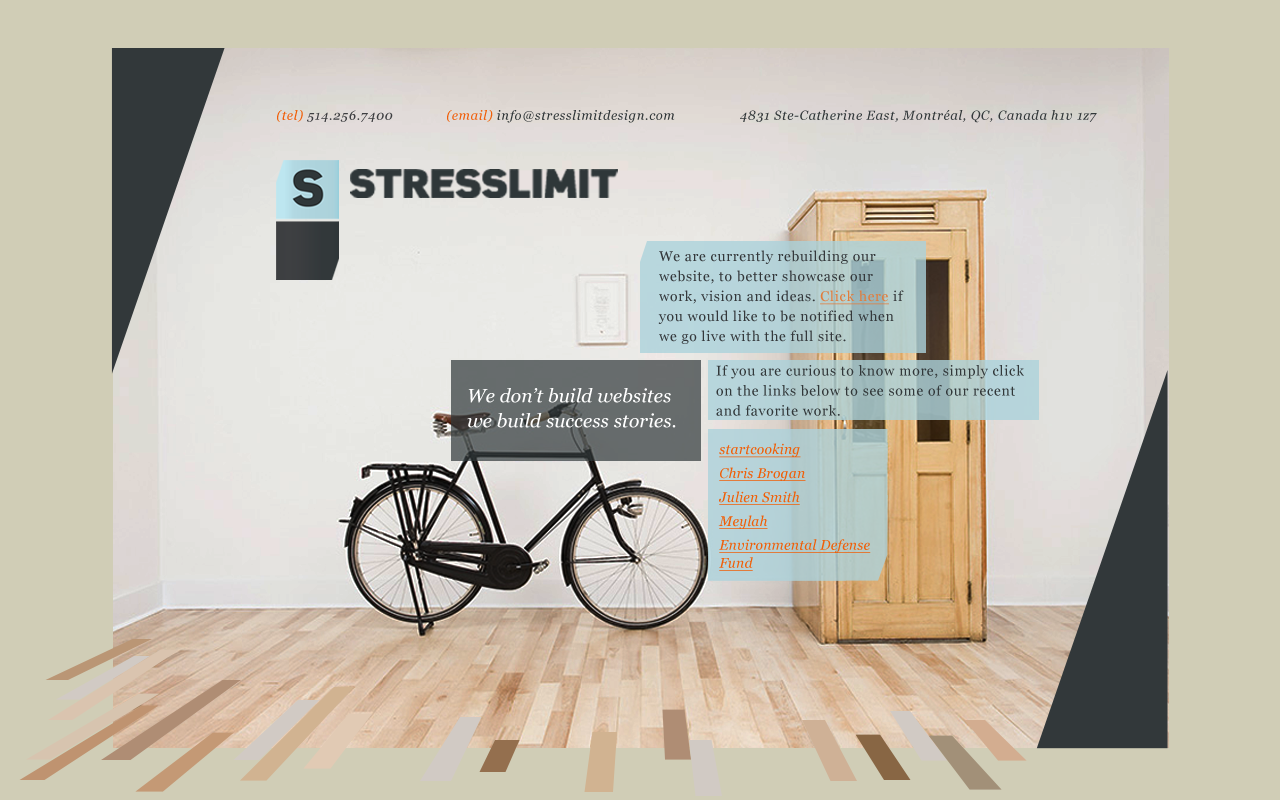 (tel) 514.256.7400
(email) info@stresslimitdesign.com
4831 Ste-Catherine East, Montréal, QC, Canada h1v 1z7
S
STRESSLIMIT
We are currently rebuilding our
website, to better showcase our
work, vision and ideas. Click here if
you would like to be notified when
we go live with the full site.
We don’t build websites
we build success stories.
If you are curious to know more, simply click
on the links below to see some of our recent
and favorite work.
startcooking
Chris Brogan
Julien Smith
Meylah
Environmental Defense
Fund